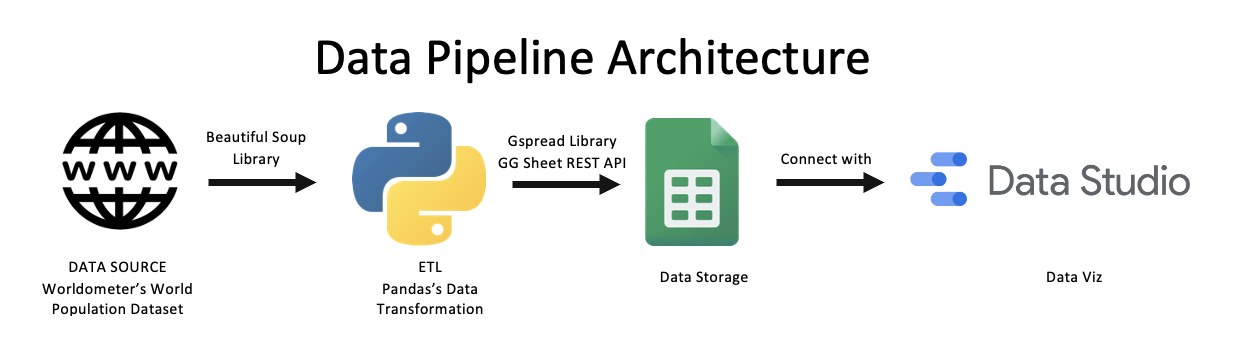 Data Pipeline Architecture
WWW
Beautiful Soup
Library
Gspread Library
GG Sheet REST API
Connect with
Data Studio
DATA SOURCE
Worldometer's World
Population Dataset
ETL
Pandas's Data
Transformation
Data Storage
Data Viz